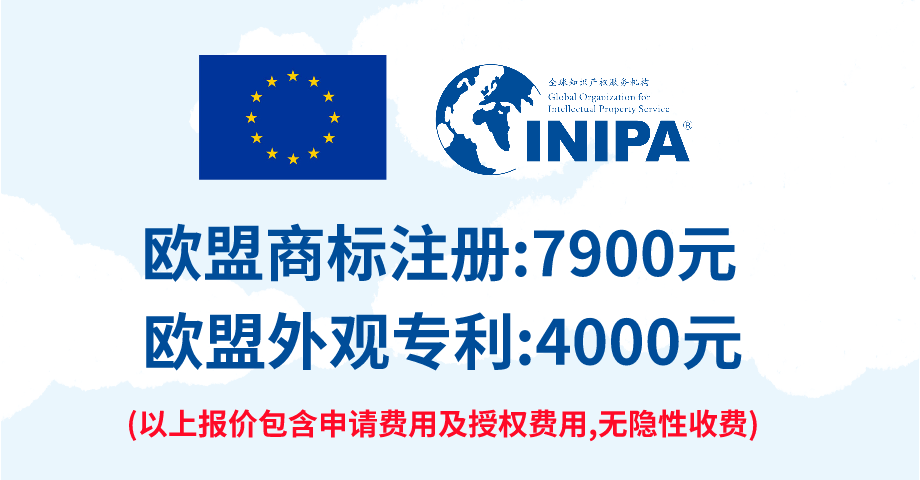 全球知识产权服务机构
Global Organization for
Intellectual Property Service
INIPA®
欧盟商标注册:7900元
欧盟外观专利:4000元
(以上报价包含申请费用及授权费用,无隐性收费)